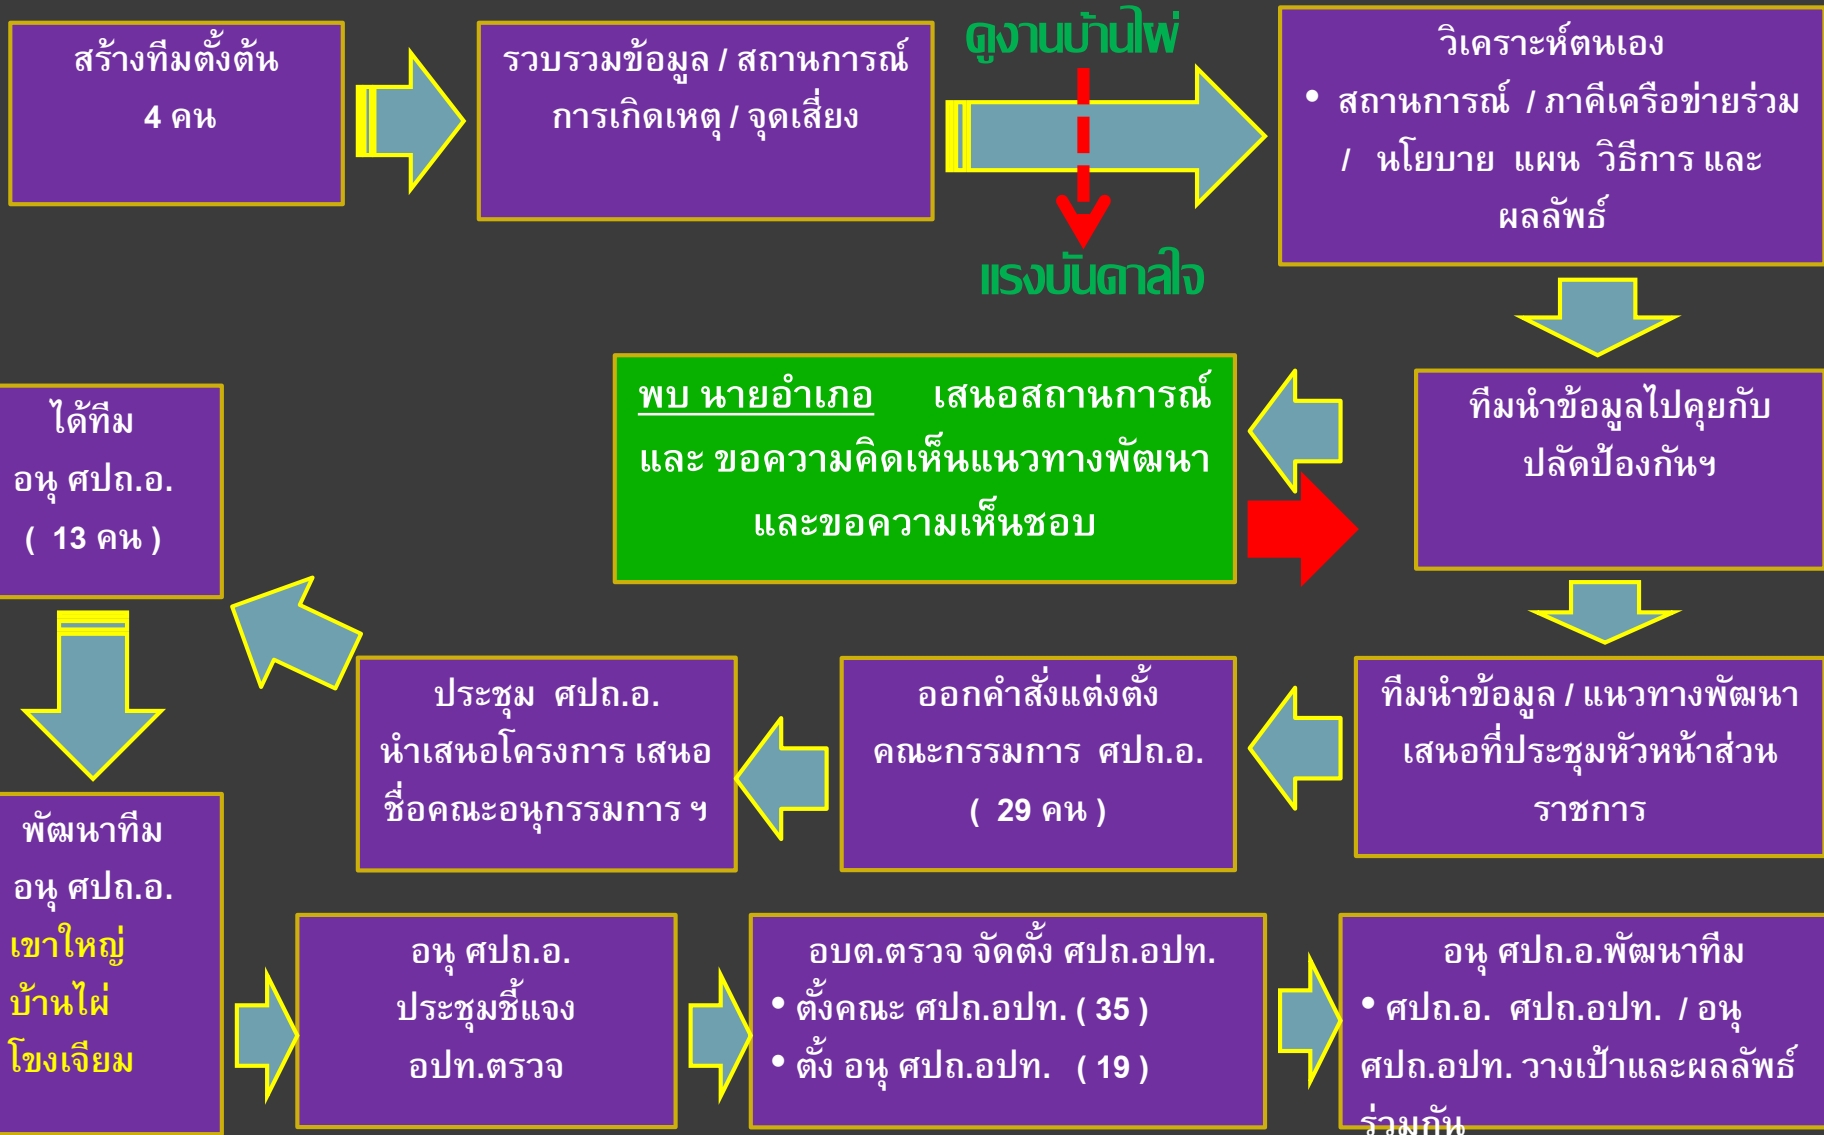 สร้างทีมตั้งต้น
4 คน
รวบรวมข้อมูล / สถานการณ์
การเกิดเหตุ / จุดเสี่ยง
ดูงานบ้านไผ่
แรงบันดาลใจ
วิเคราะห์ตนเอง
• สถานการณ์ / ภาคีเครือข่ายร่วม
/ นโยบาย แผน วิธีการ และ
ผลลัพธ์
ทีมนำข้อมูลไปคุยกับ
ปลัดป้องกันฯ
พบ นายอำเภอ เสนอสถานการณ์
และ ขอความคิดเห็นแนวทางพัฒนา
และขอความเห็นชอบ
ทีมนำข้อมูล / แนวทางพัฒนา
เสนอที่ประชุมหัวหน้าส่วน
ราชการ
ออกคำสั่งแต่งตั้ง
คณะกรรมการ ศปถ.อ.
( 29 คน )
ประชุม ศปถ.อ.
นำเสนอโครงการ เสนอ
ชื่อคณะอนุกรรมการ ฯ
ได้ทีม
อนุ ศปถ.อ.
( 13 คน )
พัฒนาทีม
อนุ ศปถ.อ.
เขาใหญ่
บ้านไผ่
โขงเจียม
อนุ ศปถ.อ.
ประชุมชี้แจง
อปท.ตรวจ
อบต.ตรวจ จัดตั้ง ศปถ.อปท.
• ตั้งคณะ ศปถ.อปท. ( 35 )
• ตั้ง อนุ ศปถ.อปท. ( 19 )
อนุ ศปถ.อ.พัฒนาทีม
• ศปถ.อ. ศปถ.อปท. / อนุ
ศปถ.อปท. วางเป้าและผลลัพธ์
ร่วมกัน